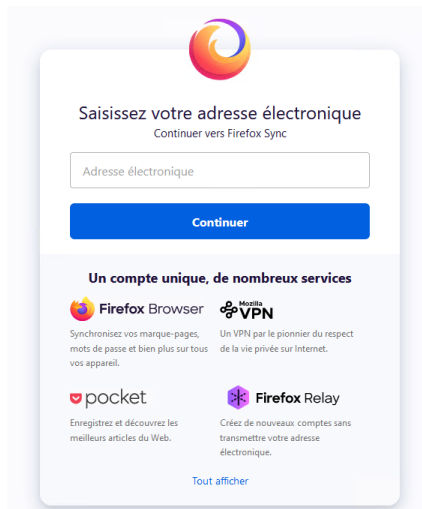 Saisissez votre adresse électronique
Continuer vers Firefox Sync
Adresse électronique
Continuer
Un compte unique, de nombreux services
Firefox Browser
Synchronisez vos marque-pages,
mots de passe et bien plus sur tous
vos appareil.
Mozilla
VPN
Un VPN par le pionnier du respect
de la vie privée sur Internet.
pocket
Enregistrez et découvrez les
meilleurs articles du Web.
Firefox Relay
Créez de nouveaux comptes sans
transmettre votre adresse
électronique.
Tout afficher